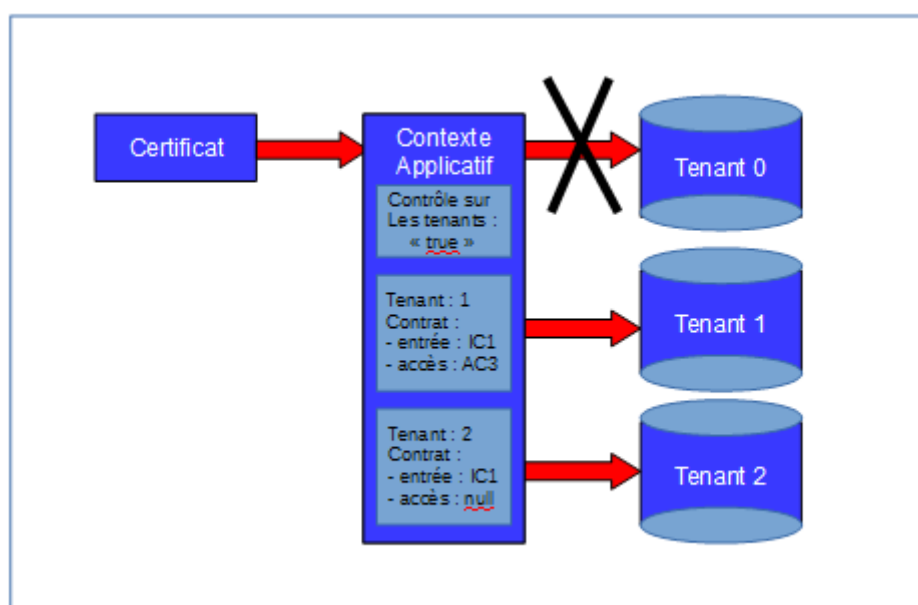 Certificat
Contexte
Applicatif
Contrôle sur
Les tenants :
« true »
Tenant : 1
Contrat :
- entrée : IC1
- accès : AC3
Tenant : 2
Contrat :
- entrée : IC1
- accès : null
Tenant 0
Tenant 1
Tenant 2